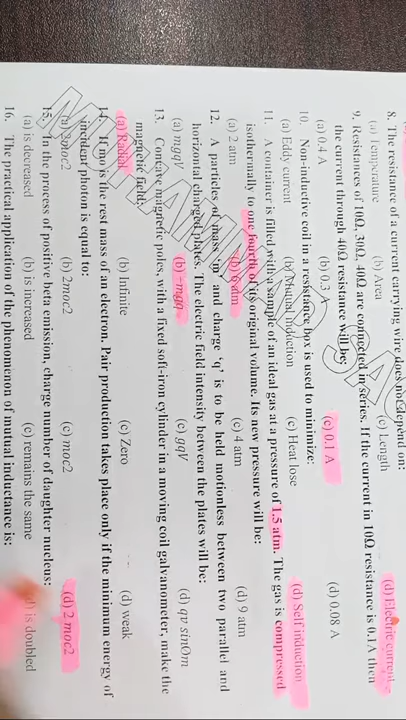 8. The resistance of a current carrying wire does not depend on:
(a) Temperature (b) Area (c) Length (d) Electric current
9. Resistances of 10Ω, 30Ω, 40Ω are connected in series. If the current in 10Ω resistance is 0.1A then
the current through 40Ω resistance will be:
(a) 0.4 A (b) 0.3 A (c) 0.1 A (d) 0.08 A
10. Non-inductive coil in a resistance box is used to minimize:
(a) Eddy current (b) Mutual induction (c) Heat lose (d) Self induction
11. A container is filled with a sample of an ideal gas at a pressure of 1.5 atm. The gas is compressed
isothermally to one fourth of its original volume. Its new pressure will be:
(a) 2 atm (b) 6 atm (c) 4 atm (d) 9 atm
12. A particles of mass 'm' and charge 'q' is to be held motionless between two parallel and
horizontal charged plates. The electric field intensity between the plates will be:
(a) mgqV (b) mgq (c) gqV (d) qv sinΘm
13. Concave magnetic poles, with a fixed soft-iron cylinder in a moving coil galvanometer, make the
magnetic field:
(a) Radial (b) Infinite (c) Zero (d) weak
14. If mo is the rest mass of an electron. Pair production takes place only if the minimum energy of
incident photon is equal to:
(a) 3moc2 (b) 2moc2 (c) moc2 (d) 2 moc2
15. In the process of positive beta emission, charge number of daughter nucleus:
(a) is decreased (b) is increased (c) remains the same (d) is doubled
16. The practical application of the phenomenon of mutual inductance is: